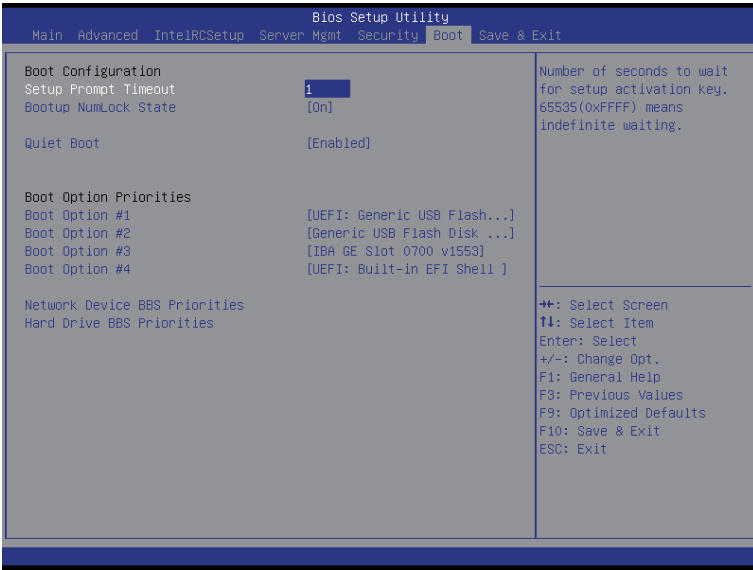 Bios Setup Utility
Main Advanced IntelRCSetup Server Mgmt Security Boot Save & Exit
Boot Configuration
Setup Prompt Timeout 1
Bootup NumLock State [On]
Quiet Boot [Enabled]
Boot Option Priorities
Boot Option #1 [UEFI: Generic USB Flash...]
Boot Option #2 [Generic USB Flash Disk ...]
Boot Option #3 [IBA GE Slot 0700 v1553]
Boot Option #4 [UEFI: Built-in EFI Shell ]
Network Device BBS Priorities
Hard Drive BBS Priorities
Number of seconds to wait
for setup activation key.
65535(0xFFFF) means
indefinite waiting.
→←: Select Screen
↑↓: Select Item
Enter: Select
+/-: Change Opt.
F1: General Help
F3: Previous Values
F9: Optimized Defaults
F10: Save & Exit
ESC: Exit